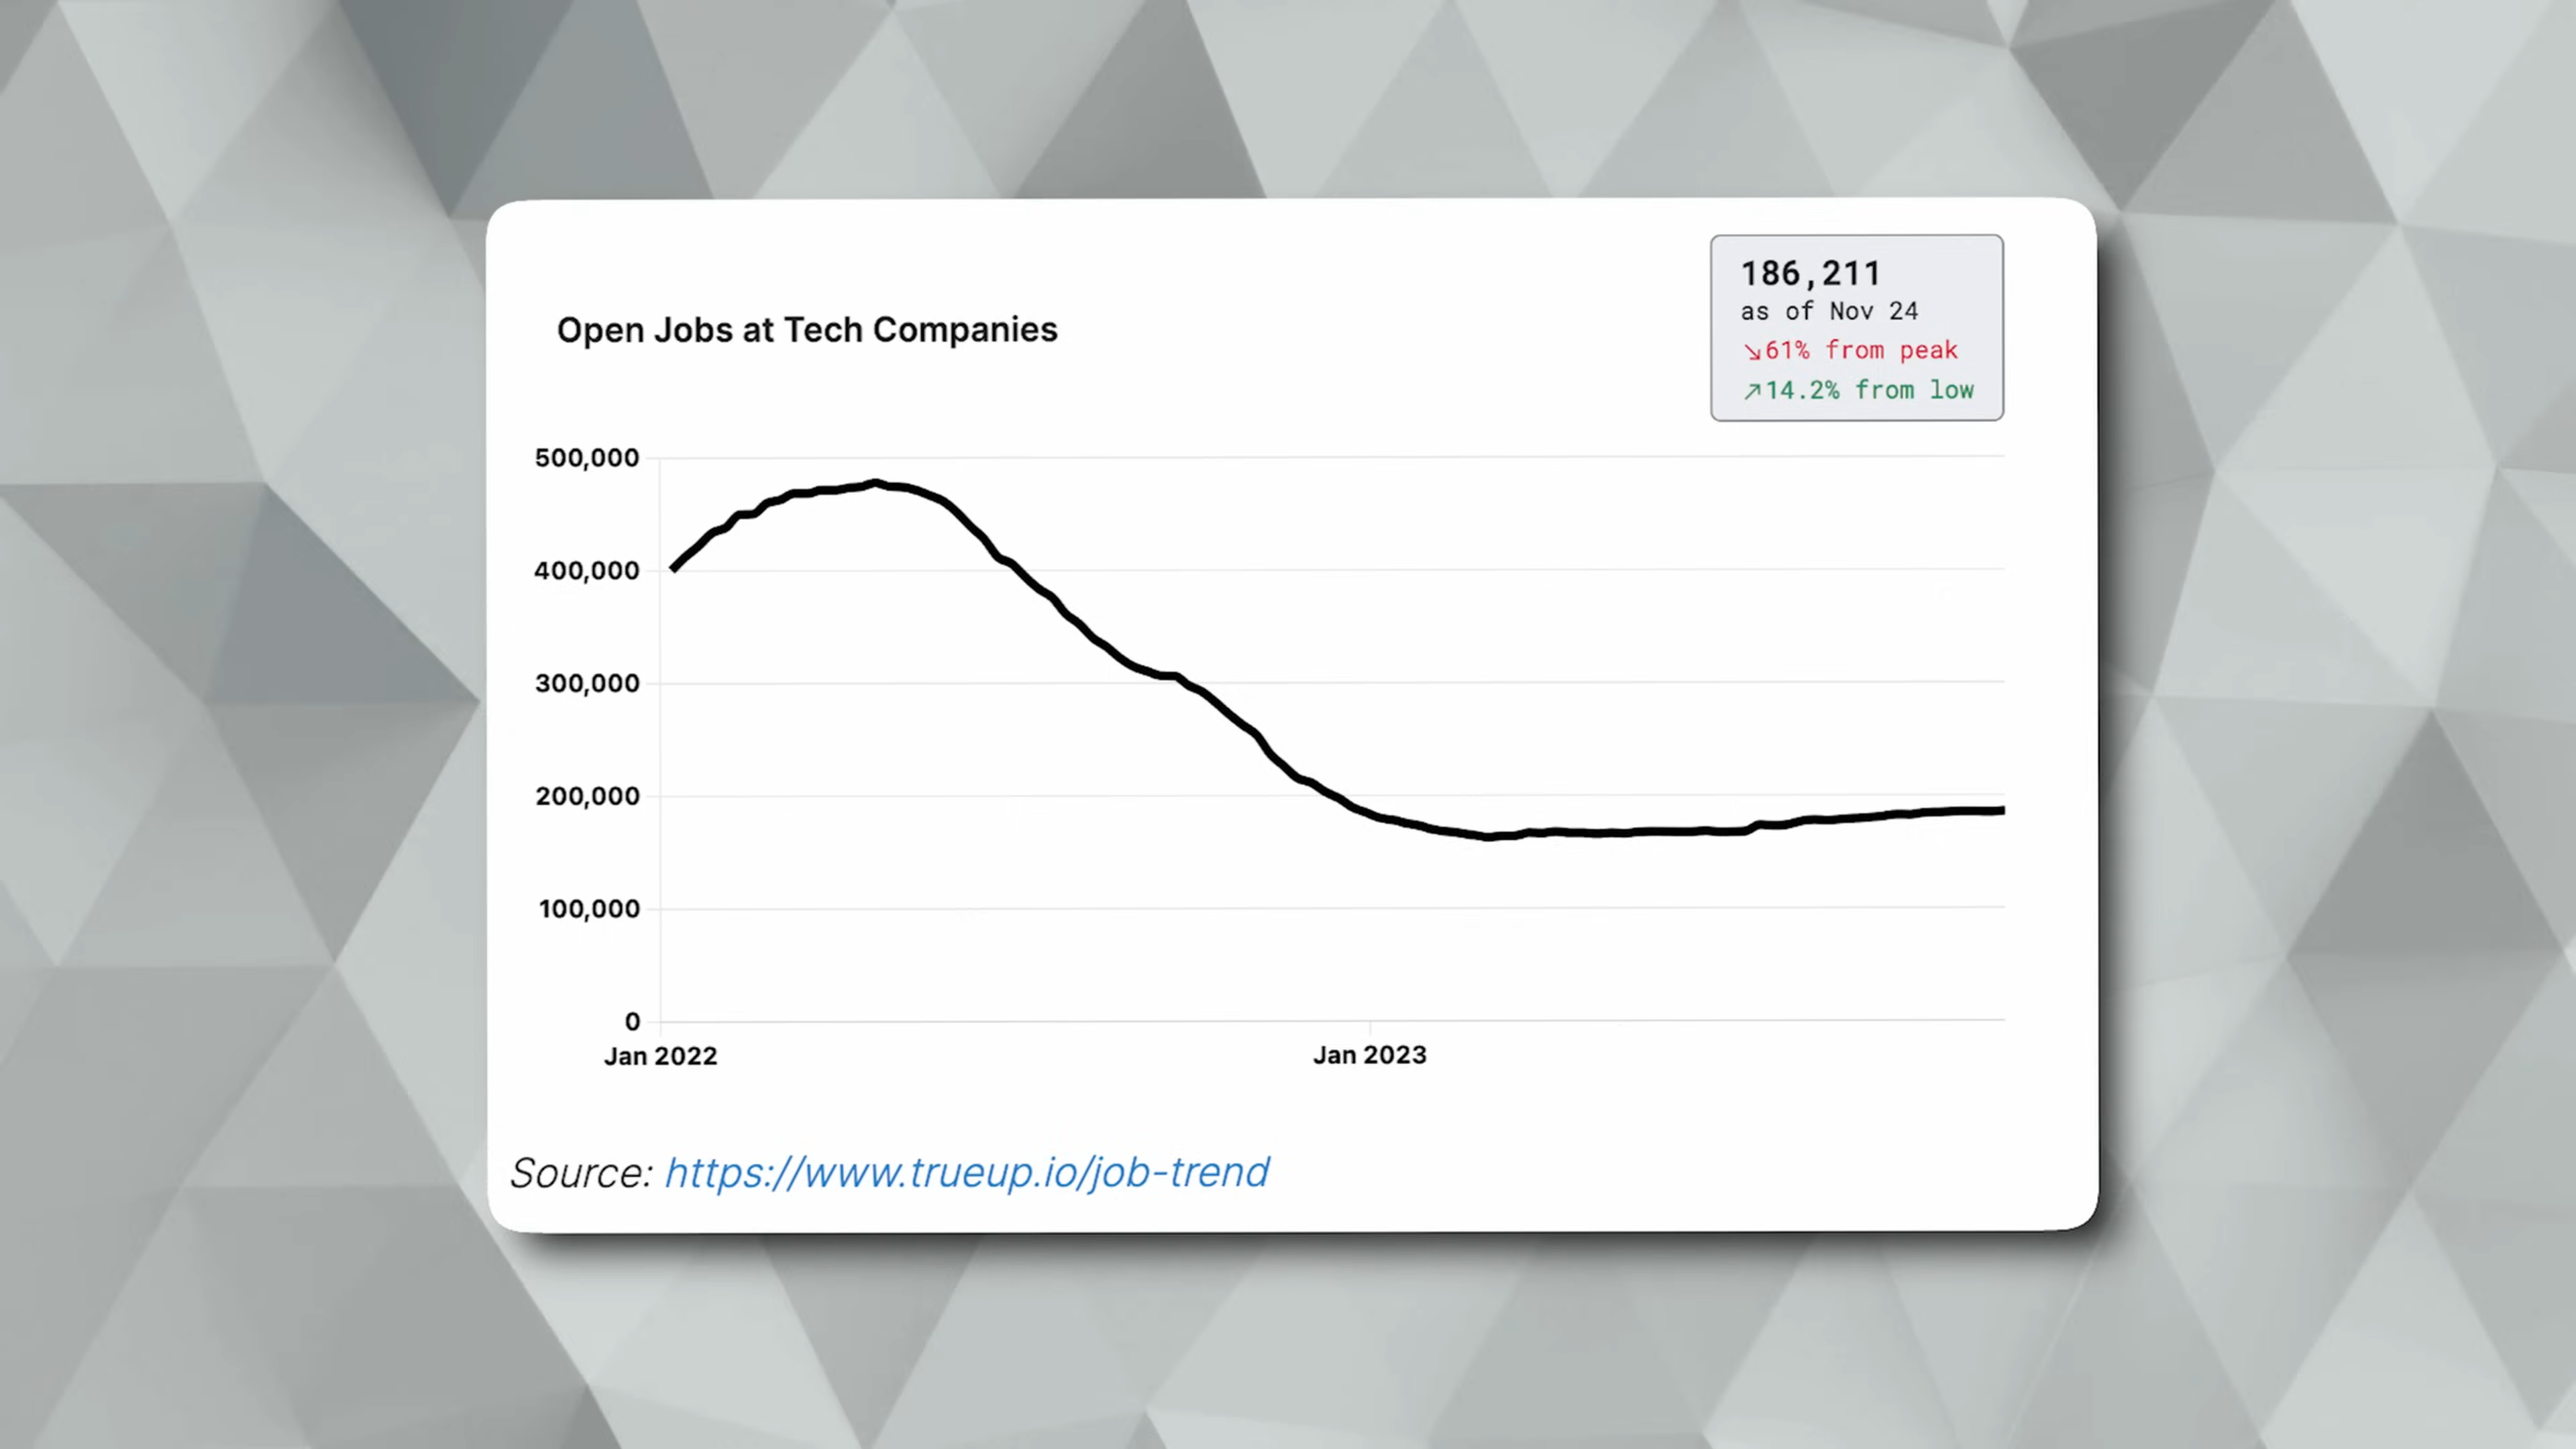 186,211
as of Nov 24
↘61% from peak
↗14.2% from low
Open Jobs at Tech Companies
500,000
400,000
300,000
200,000
100,000
0
Jan 2022 Jan 2023
Source: https://www.trueup.io/job-trend